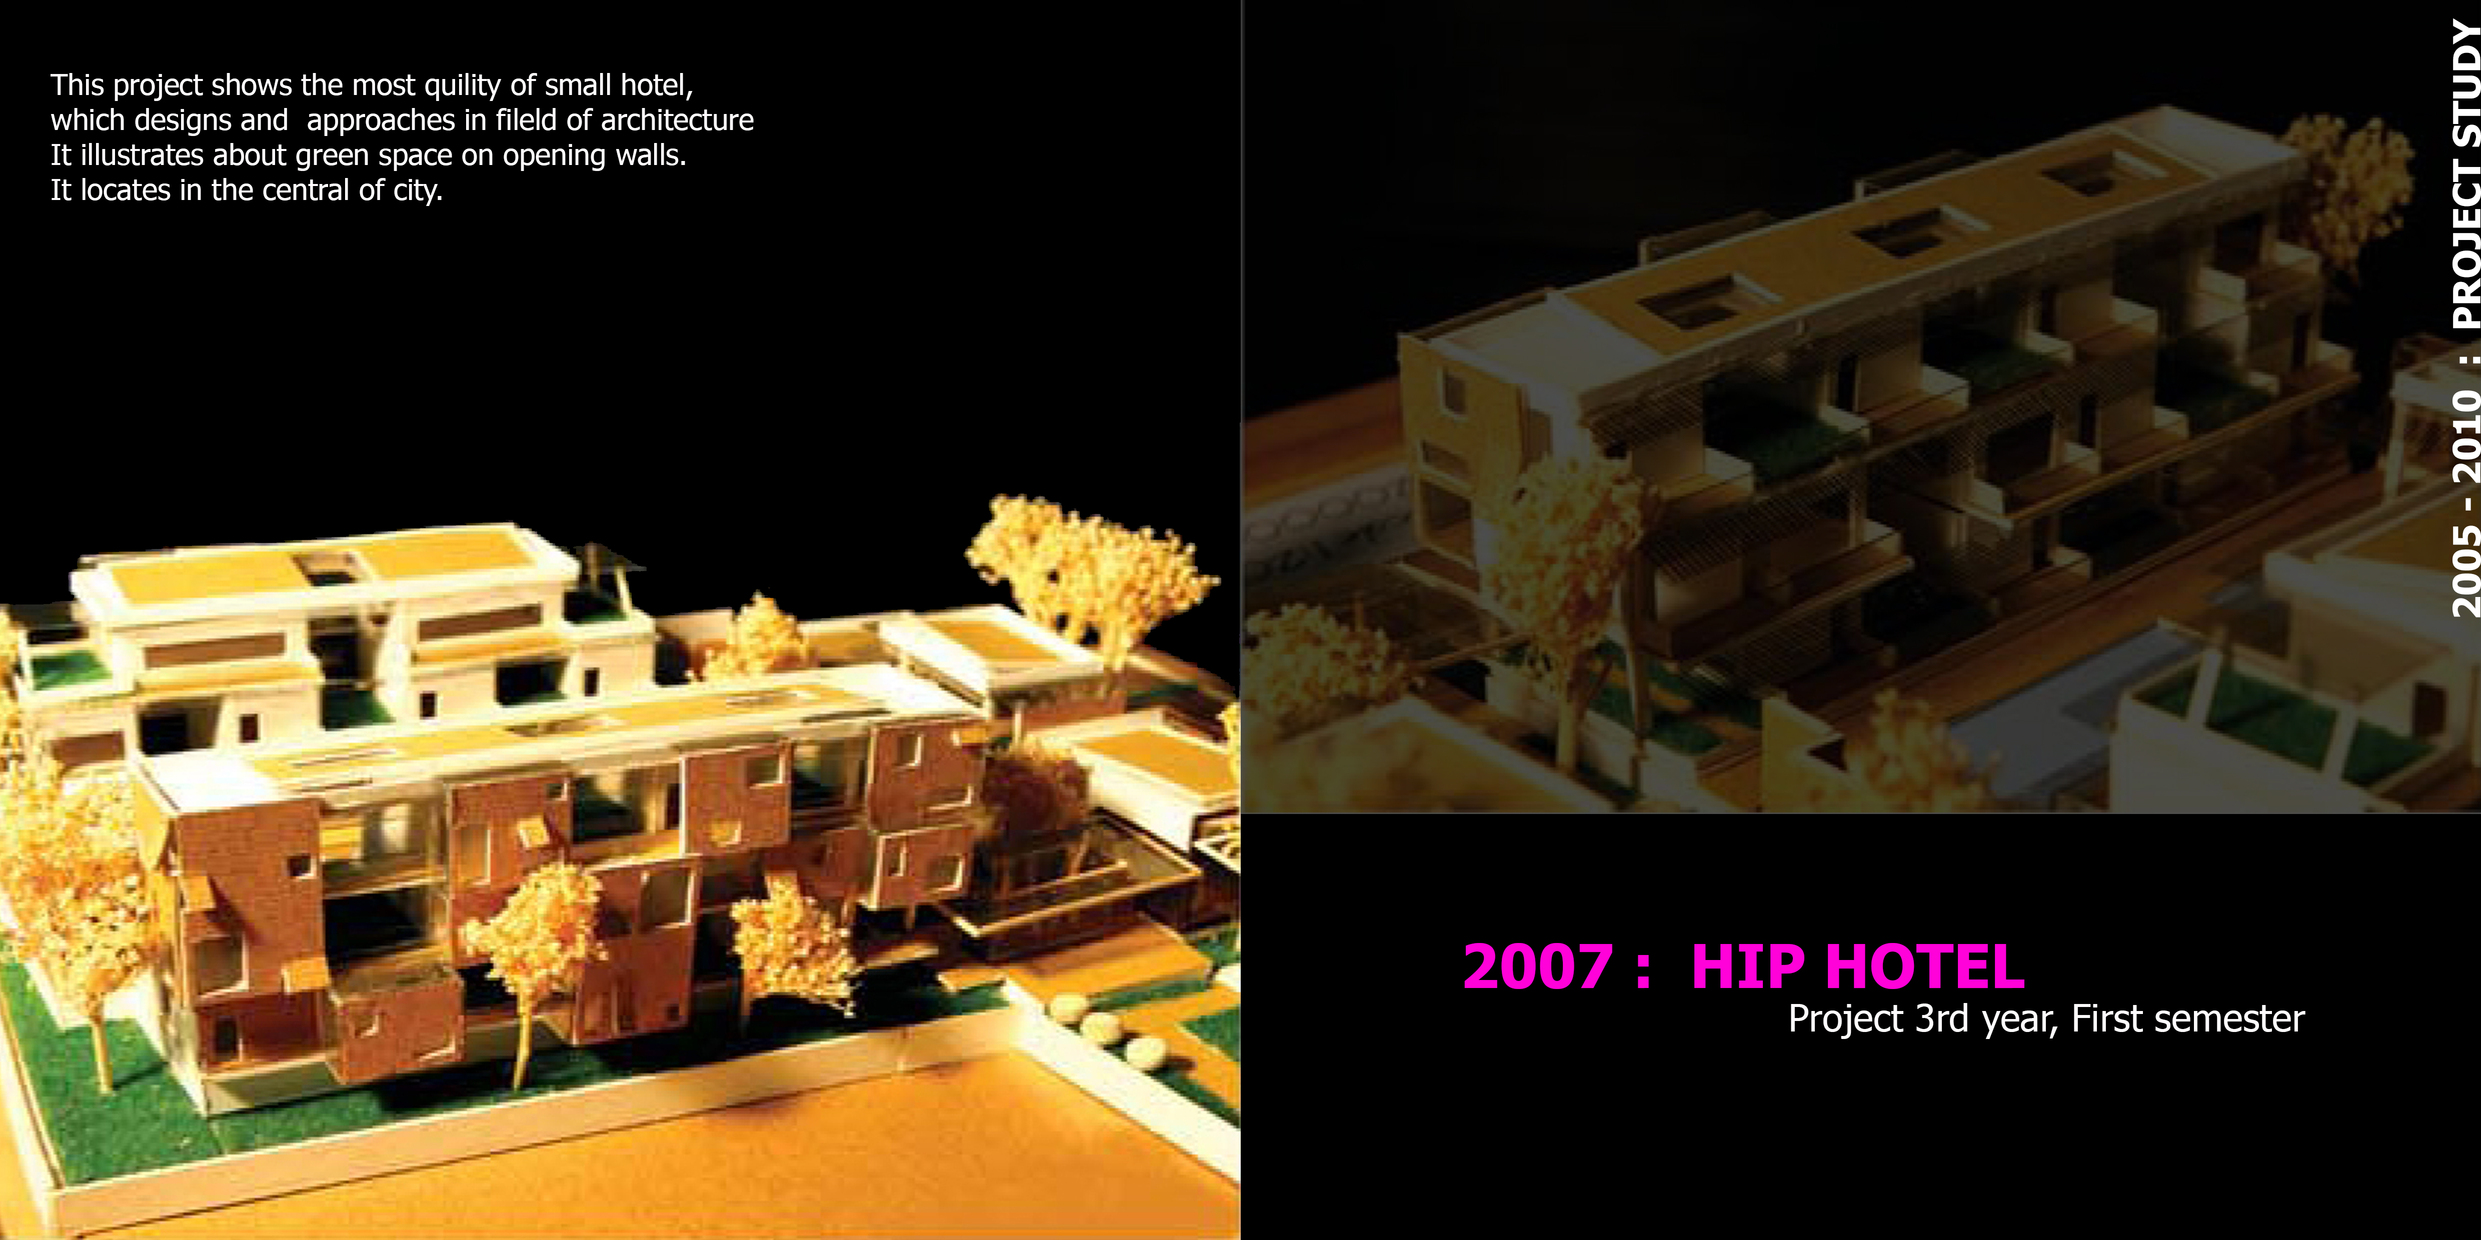 This project shows the most quility of small hotel,
which designs and  approaches in fileld of architecture
It illustrates about green space on opening walls.
It locates in the central of city.
2005 - 2010  :  PROJECT STUDY
2007 :  HIP HOTEL
Project 3rd year, First semester